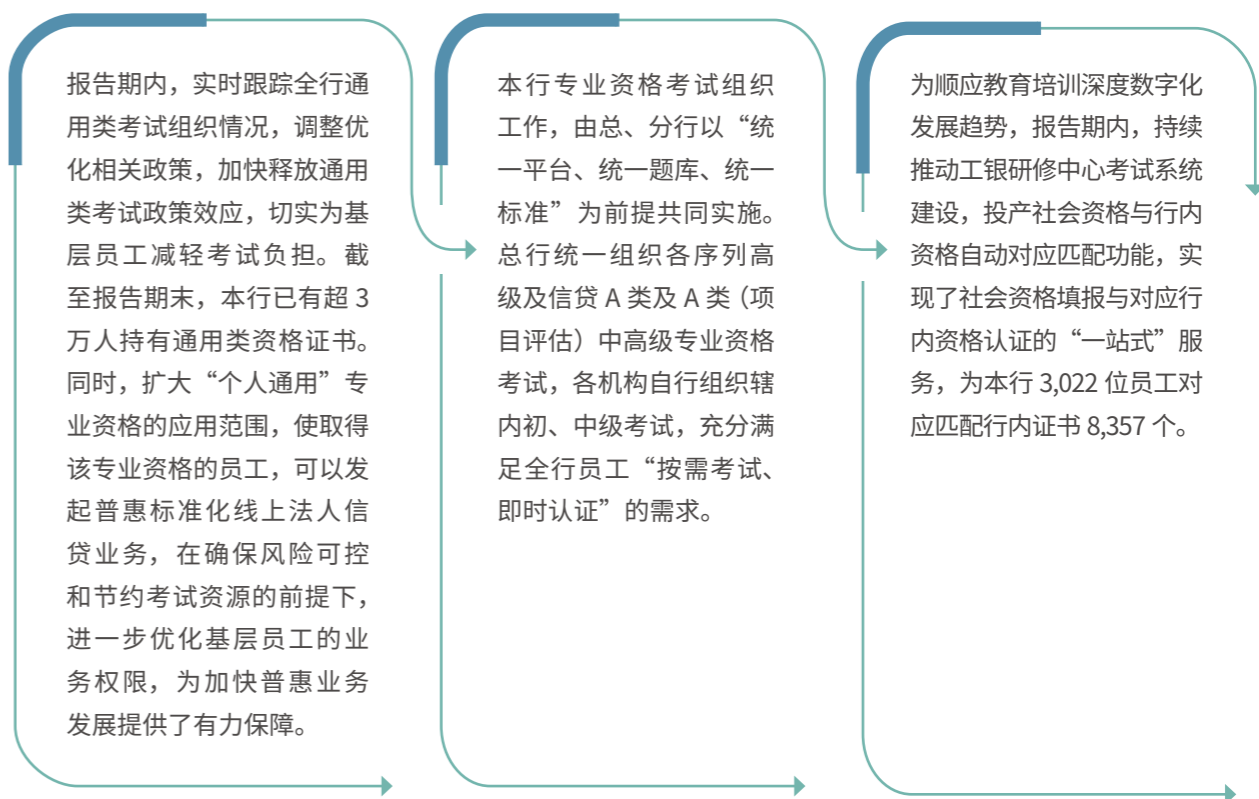 报告期内，实时跟踪全行通
用类考试组织情况，调整优
化相关政策，加快释放通用
类考试政策效应，切实为基
层员工减轻考试负担。截
至报告期末，本行已有超 3
万人持有通用类资格证书。
同时，扩大“个人通用”专
业资格的应用范围，使取得
该专业资格的员工，可以发
起普惠标准化线上法人信
贷业务，在确保风险可控
和节约考试资源的前提下，
进一步优化基层员工的业
务权限，为加快普惠业务
发展提供了有力保障。
本行专业资格考试组织
工作，由总、分行以“统
一平台、统一题库、统一
标准”为前提共同实施。
总行统一组织各序列高
级及信贷 A 类及 A 类（项
目评估）中高级专业资格
考试，各机构自行组织辖
内初、中级考试，充分满
足全行员工“按需考试、
即时认证”的需求。
为顺应教育培训深度数字化
发展趋势，报告期内，持续
推动工银研修中心考试系统
建设，投产社会资格与行内
资格自动对应匹配功能，实
现了社会资格填报与对应行
内资格认证的“一站式”服
务，为本行 3,022 位员工对
应匹配行内证书 8,357 个。